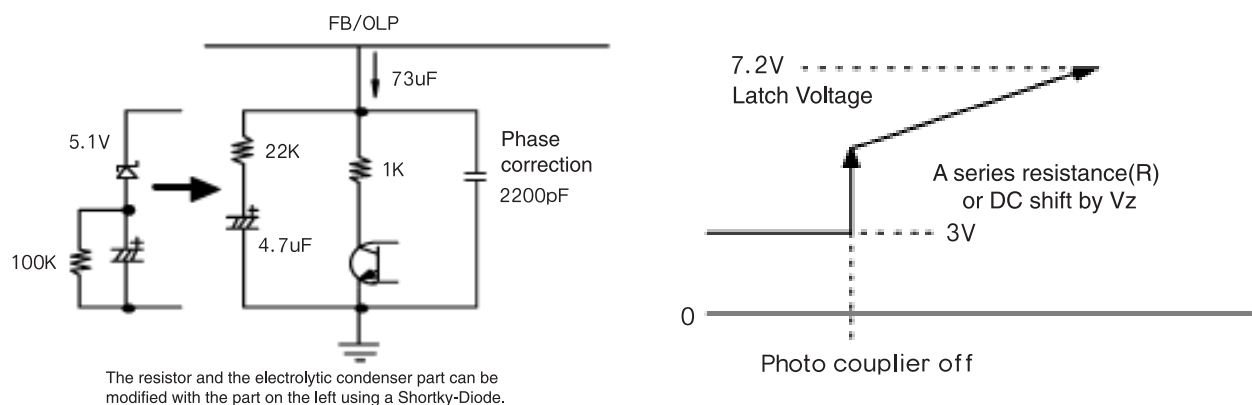 FB/OLP
73uF
5.1V
22K
1K
Phase
correction
2200pF
4.7uF
100K
The resistor and the electrolytic condenser part can be
modified with the part on the left using a Shortky-Diode.
7.2V
Latch Voltage
A series resistance(R)
or DC shift by Vz
3V
0
Photo couplier off